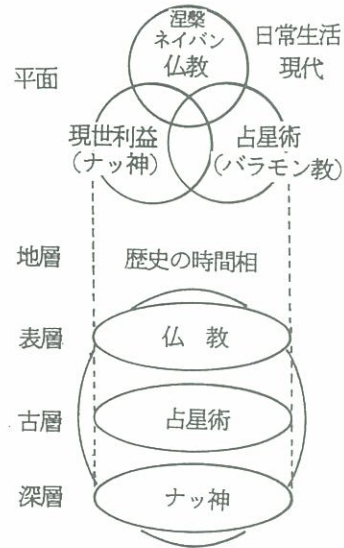 涅槃
ネイバン
仏教
日常生活
現代
平面
現世利益
(ナッ神)
占星術
(バラモン教)
地層
歴史の時間相
表層
仏 教
古層
占星術
深層
ナッ神